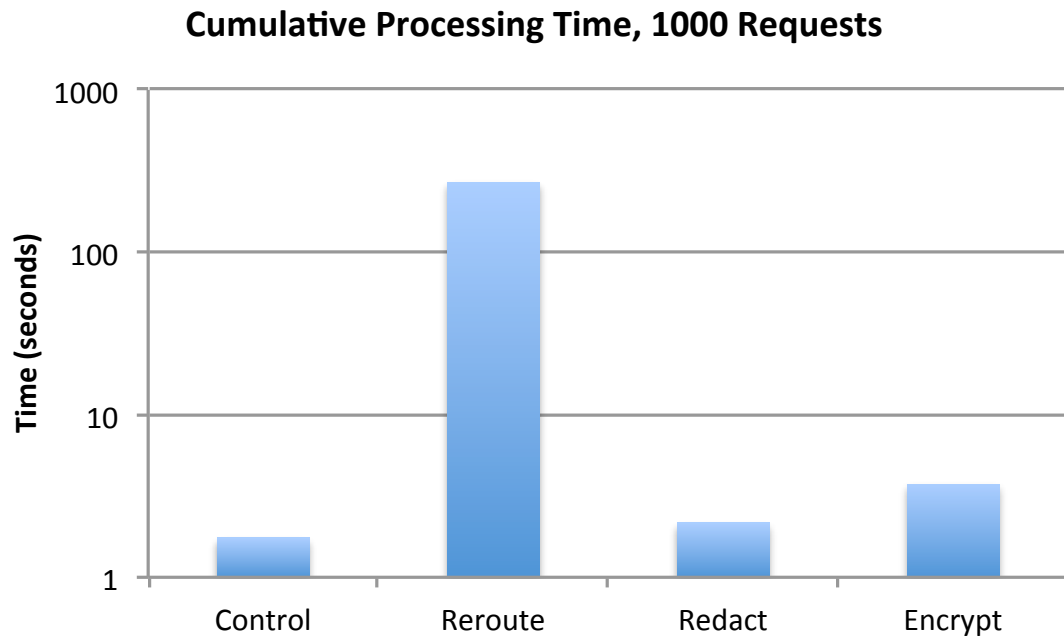 Cumulative Processing Time, 1000 Requests
1000
100
10
1
Time (seconds)
Control
Reroute
Redact
Encrypt